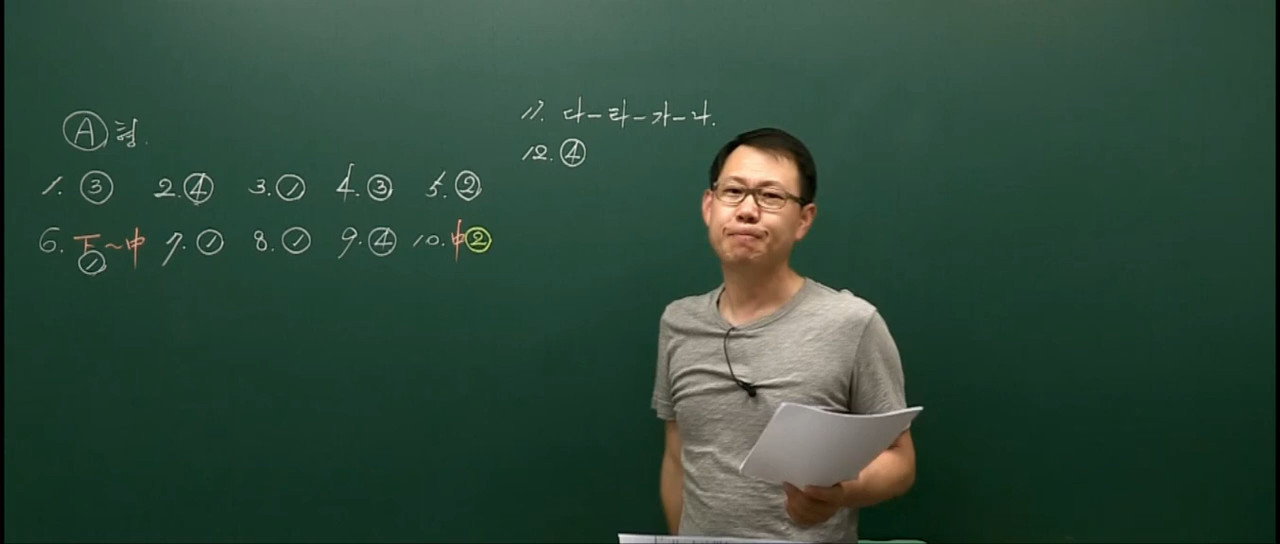 Ⓐ형.
1. ③ 2. ④ 3. ① 4. ③ 5. ②
6. 下~中 ① 7. ① 8. ① 9. ④ 10. 中②
11. 다-라-가-나.
12. ④